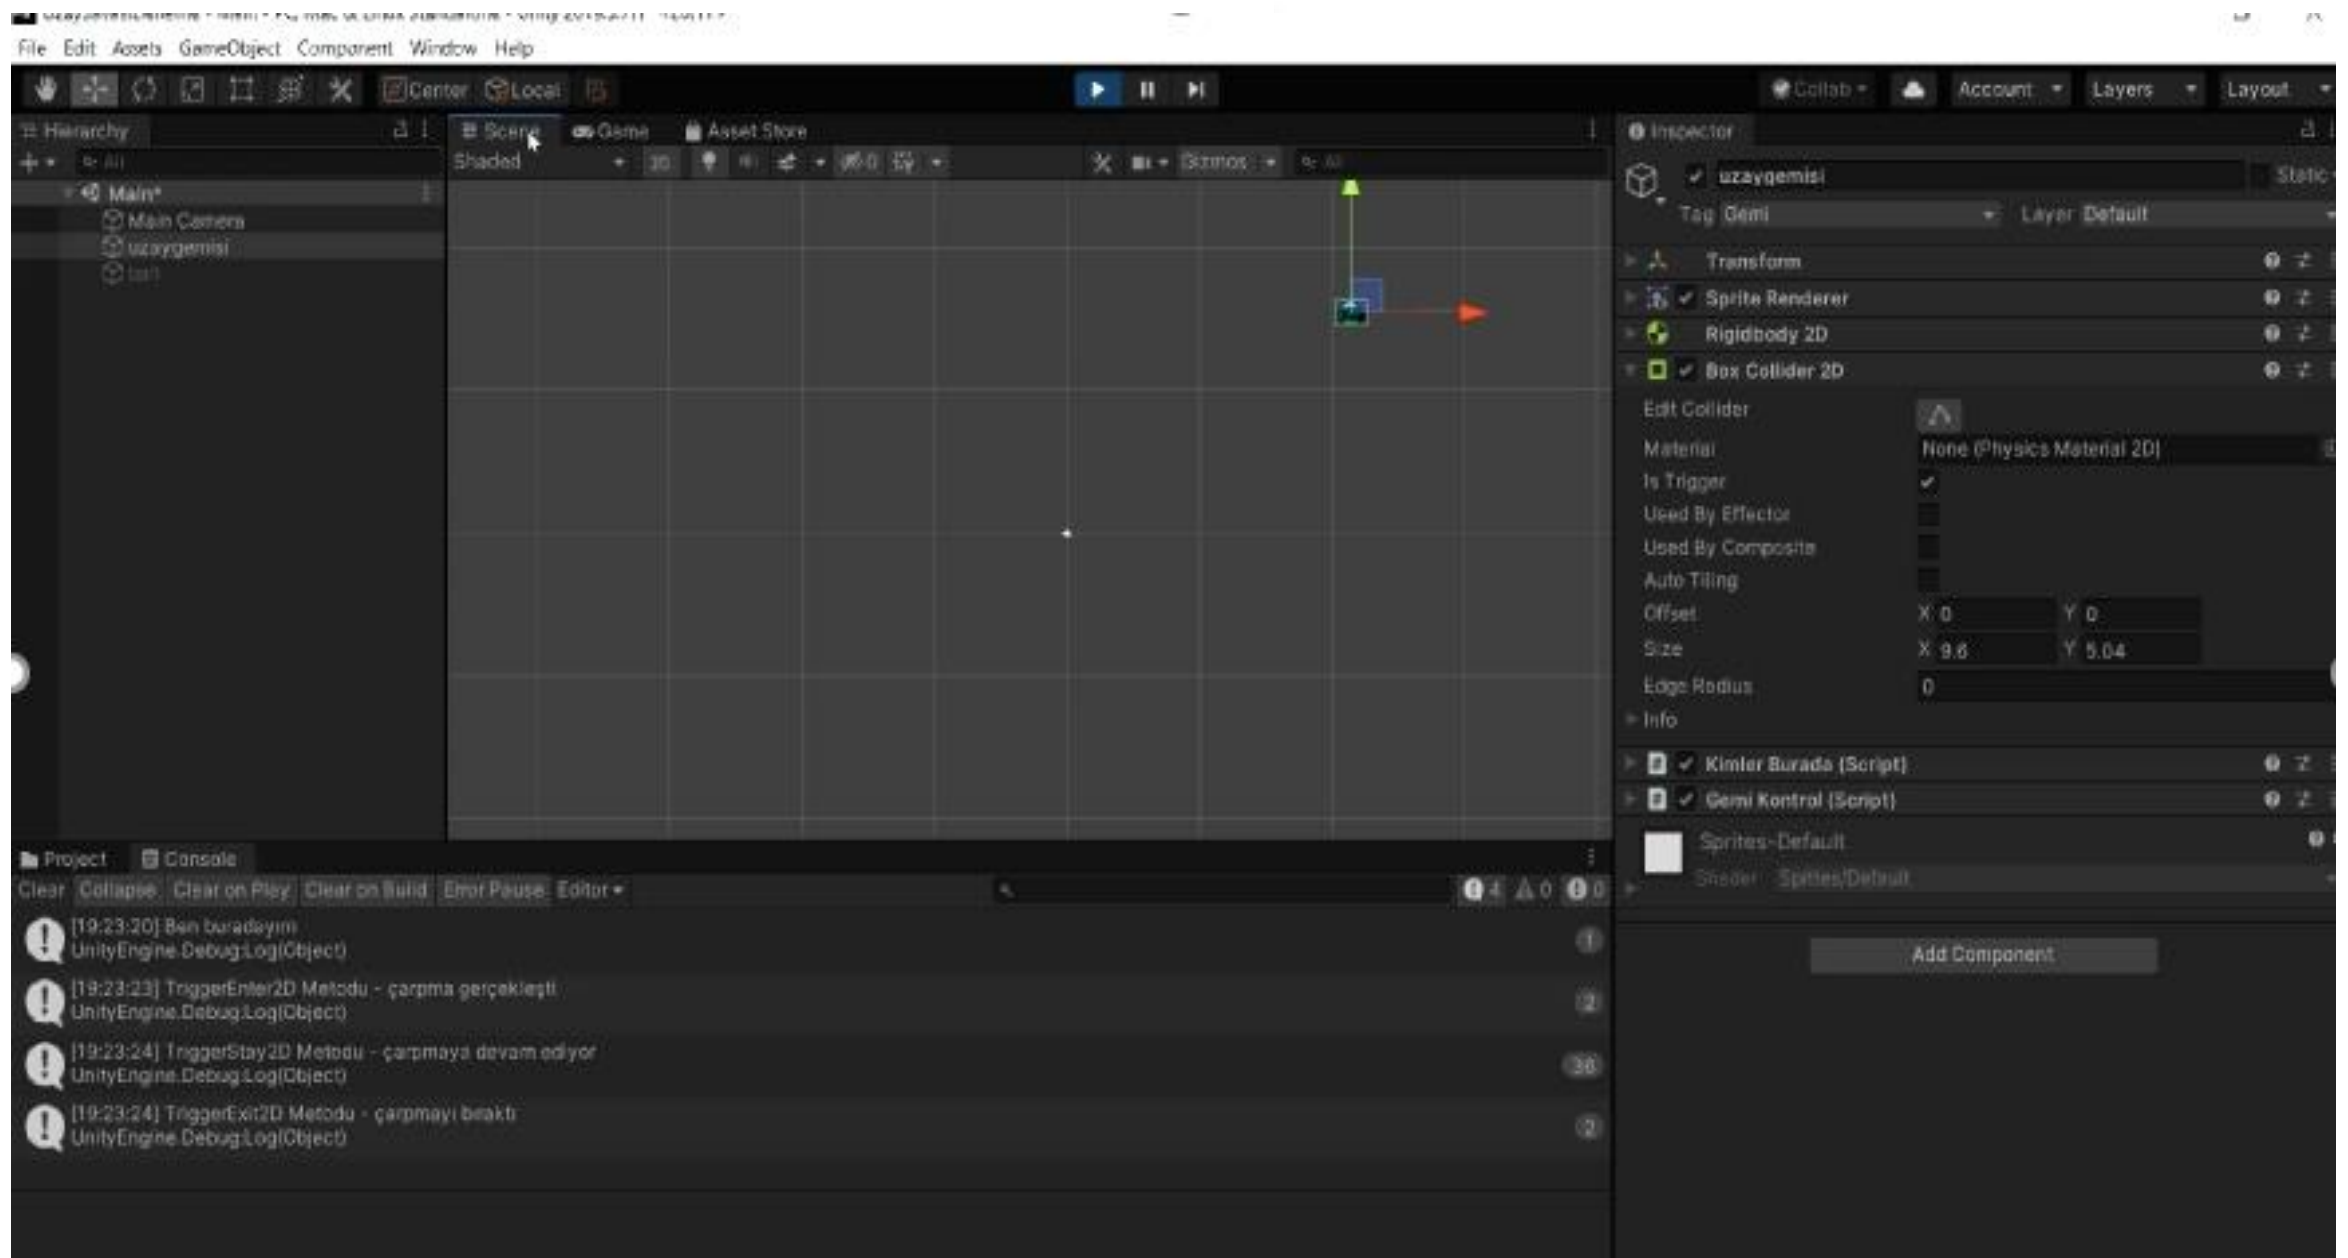 File Edit Assets GameObject Component Window Help
Center Local
Collab Account Layers Layout
Hierarchy
All
Main*
Main Camera
uzaygemisi
Scene Game Asset Store
Shaded 2D 0 Gizmos All
Inspector
uzaygemisi Static
Tag Gemi Layer Default
Transform
Sprite Renderer
Rigidbody 2D
Box Collider 2D
Edit Collider
Material None (Physics Material 2D)
Is Trigger
Used By Effector
Used By Composite
Auto Tiling
Offset X 0 Y 0
Size X 9.6 Y 5.04
Edge Radius 0
Info
Kimler Burada (Script)
Gemi Kontrol (Script)
Sprites-Default
Shader Sprites/Default
Add Component
Project Console
Clear Collapse Clear on Play Clear on Build Error Pause Editor 4 0 0
[19:23:20] Ben buradayım
UnityEngine.Debug:Log(Object)
1
[19:23:23] TriggerEnter2D Metodu - çarpma gerçekleşti
UnityEngine.Debug:Log(Object)
2
[19:23:24] TriggerStay2D Metodu - çarpmaya devam ediyor
UnityEngine.Debug:Log(Object)
[19:23:24] TriggerExit2D Metodu - çarpmayı bıraktı
UnityEngine.Debug:Log(Object)
2